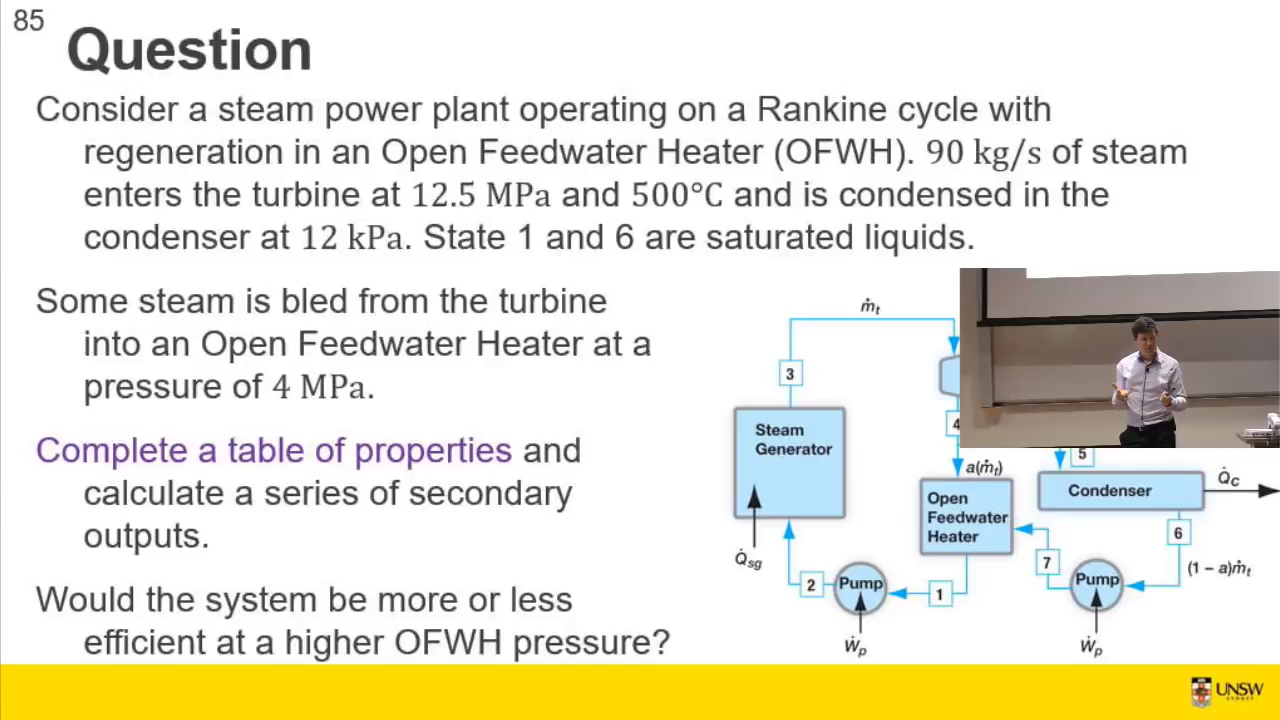 85
Question
Consider a steam power plant operating on a Rankine cycle with
regeneration in an Open Feedwater Heater (OFWH). 90 kg/s of steam
enters the turbine at 12.5 MPa and 500°C and is condensed in the
condenser at 12 kPa. State 1 and 6 are saturated liquids.
Some steam is bled from the turbine
into an Open Feedwater Heater at a
pressure of 4 MPa.
Complete a table of properties and
calculate a series of secondary
outputs.
Would the system be more or less
efficient at a higher OFWH pressure?
ṁt
3
Steam
Generator
4
5
a(ṁt)
Q̇C
Condenser
Open
Feedwater
Heater
6
7
(1 − a)ṁt
Q̇sg
2
Pump
1
Pump
Ẇp
Ẇp
UNSW
SYDNEY